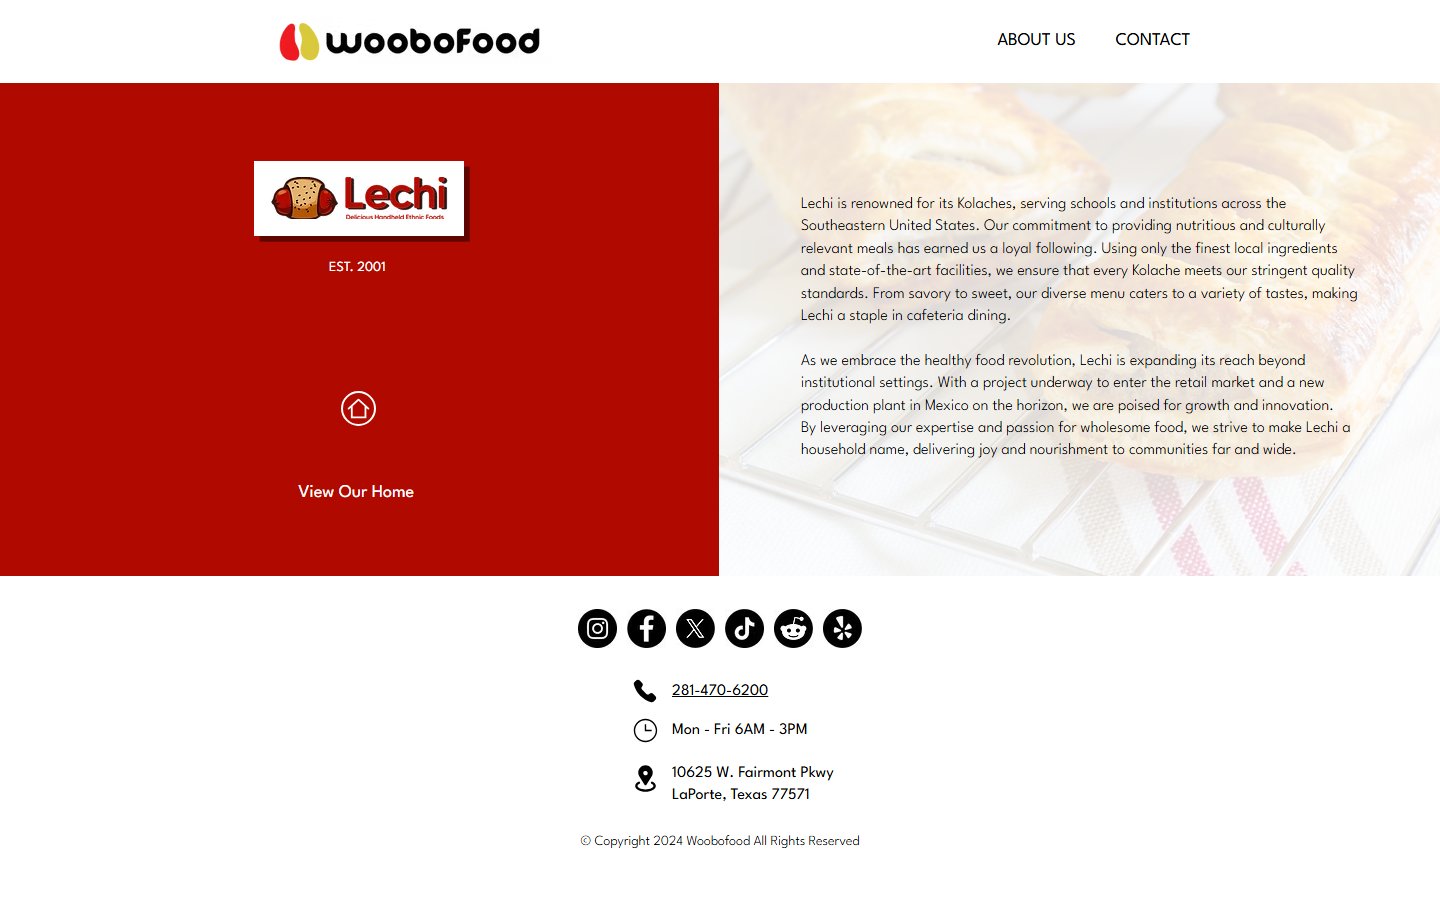 wooboFood
ABOUT US
CONTACT
Lechi
Delicious Handheld Ethnic Foods
EST. 2001
View Our Home
Lechi is renowned for its Kolaches, serving schools and institutions across the
Southeastern United States. Our commitment to providing nutritious and culturally
relevant meals has earned us a loyal following. Using only the finest local ingredients
and state-of-the-art facilities, we ensure that every Kolache meets our stringent quality
standards. From savory to sweet, our diverse menu caters to a variety of tastes, making
Lechi a staple in cafeteria dining.
As we embrace the healthy food revolution, Lechi is expanding its reach beyond
institutional settings. With a project underway to enter the retail market and a new
production plant in Mexico on the horizon, we are poised for growth and innovation.
By leveraging our expertise and passion for wholesome food, we strive to make Lechi a
household name, delivering joy and nourishment to communities far and wide.
281-470-6200
Mon - Fri 6AM - 3PM
10625 W. Fairmont Pkwy
LaPorte, Texas 77571
© Copyright 2024 Woobofood All Rights Reserved